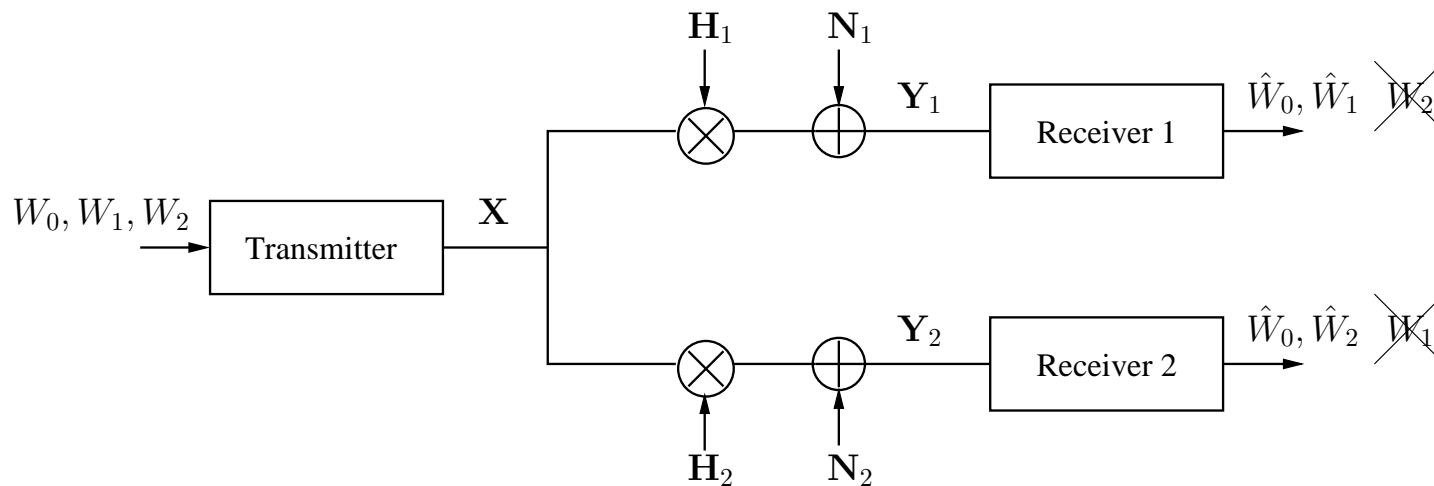 𝐇₁
𝐍₁
𝐘₁
Receiver 1
Ŵ₀, Ŵ₁ W₂
W₀, W₁, W₂
Transmitter
𝐗
𝐘₂
Receiver 2
Ŵ₀, Ŵ₂ W₁
𝐇₂
𝐍₂